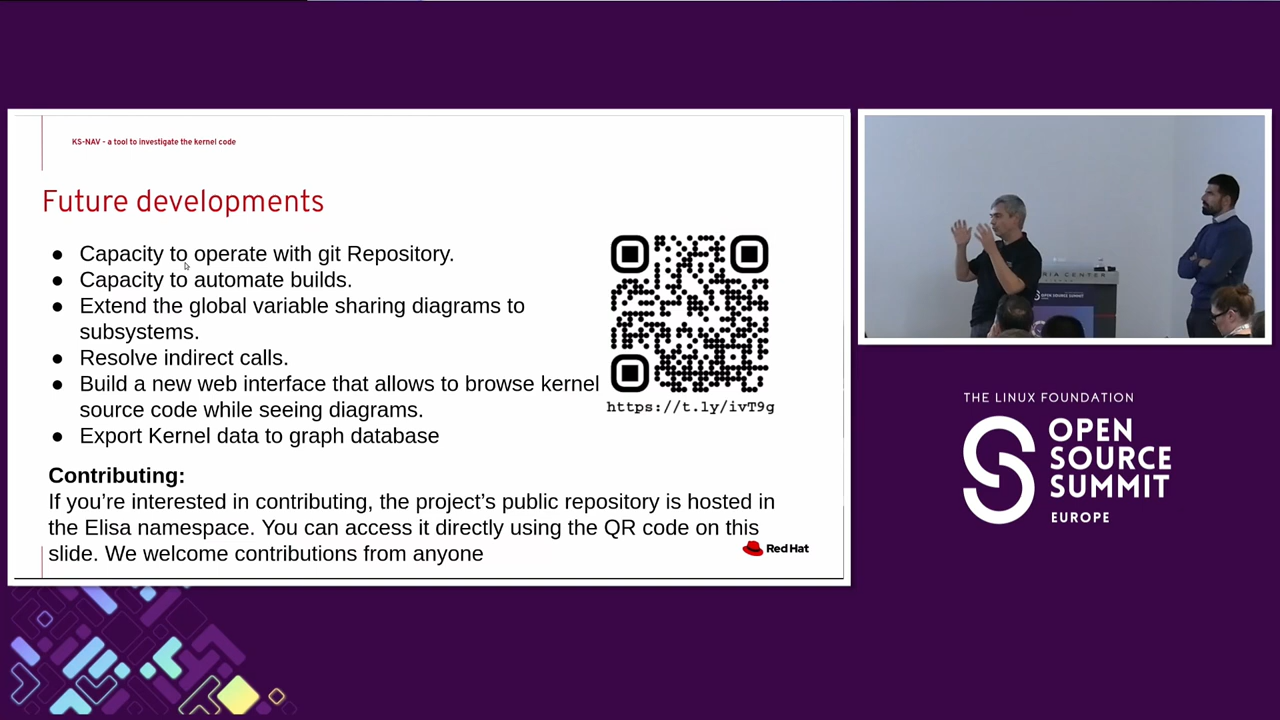 KS-NAV - a tool to investigate the kernel code
Future developments
● Capacity to operate with git Repository.
● Capacity to automate builds.
● Extend the global variable sharing diagrams to
subsystems.
● Resolve indirect calls.
● Build a new web interface that allows to browse kernel
source code while seeing diagrams.
● Export Kernel data to graph database
https://t.ly/ivT9g
Contributing:
If you’re interested in contributing, the project’s public repository is hosted in
the Elisa namespace. You can access it directly using the QR code on this
slide. We welcome contributions from anyone
Red Hat
CENTER
OPEN SOURCE SUMMIT
THE LINUX FOUNDATION
OPEN
SOURCE
SUMMIT
EUROPE